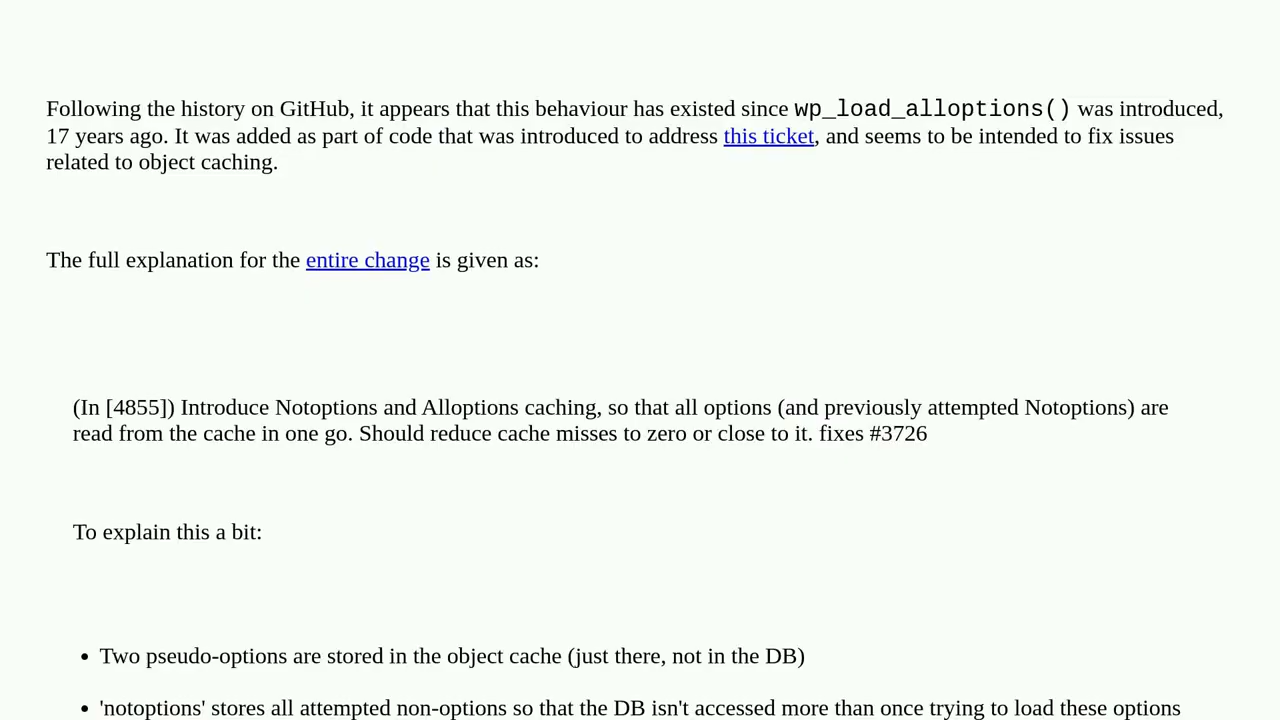 Following the history on GitHub, it appears that this behaviour has existed since wp_load_alloptions() was introduced,
17 years ago. It was added as part of code that was introduced to address this ticket, and seems to be intended to fix issues
related to object caching.
The full explanation for the entire change is given as:
(In [4855]) Introduce Notoptions and Alloptions caching, so that all options (and previously attempted Notoptions) are
read from the cache in one go. Should reduce cache misses to zero or close to it. fixes #3726
To explain this a bit:
• Two pseudo-options are stored in the object cache (just there, not in the DB)
• 'notoptions' stores all attempted non-options so that the DB isn't accessed more than once trying to load these options